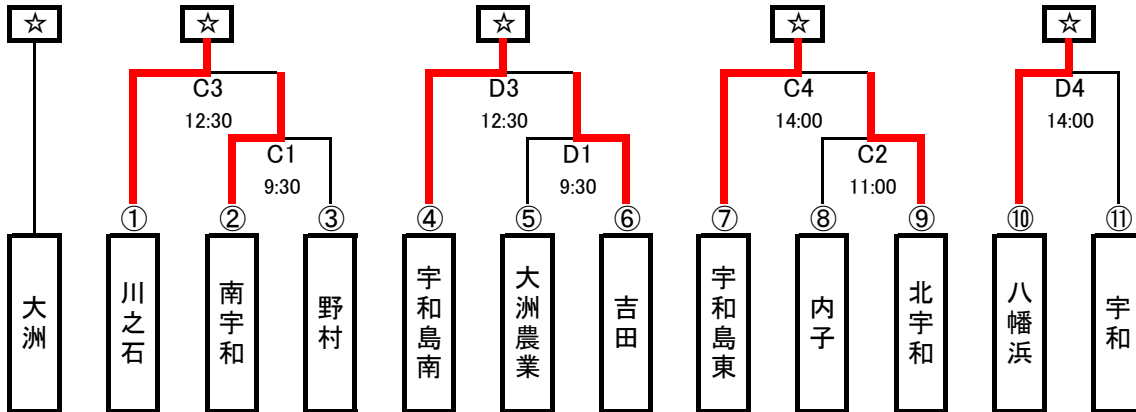 ☆ ☆ ☆ ☆ ☆
C3 D3 C4 D4
12:30 12:30 14:00 14:00
C1 D1 C2
9:30 9:30 11:00
① ② ③ ④ ⑤ ⑥ ⑦ ⑧ ⑨ ⑩ ⑪
大洲
川之石
南宇和
野村
宇和島南
大洲農業
吉田
宇和島東
内子
北宇和
八幡浜
宇和